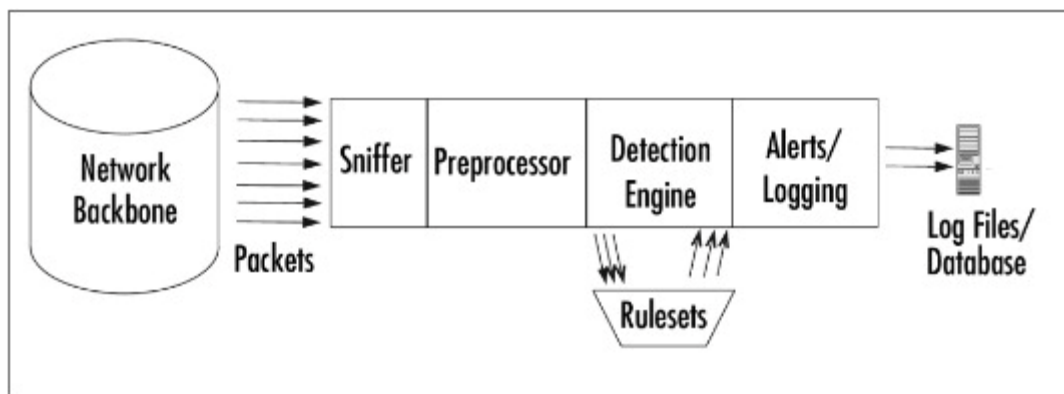 Network
Backbone
Packets
Sniffer
Preprocessor
Detection
Engine
Alerts/
Logging
Rulesets
Log Files/
Database